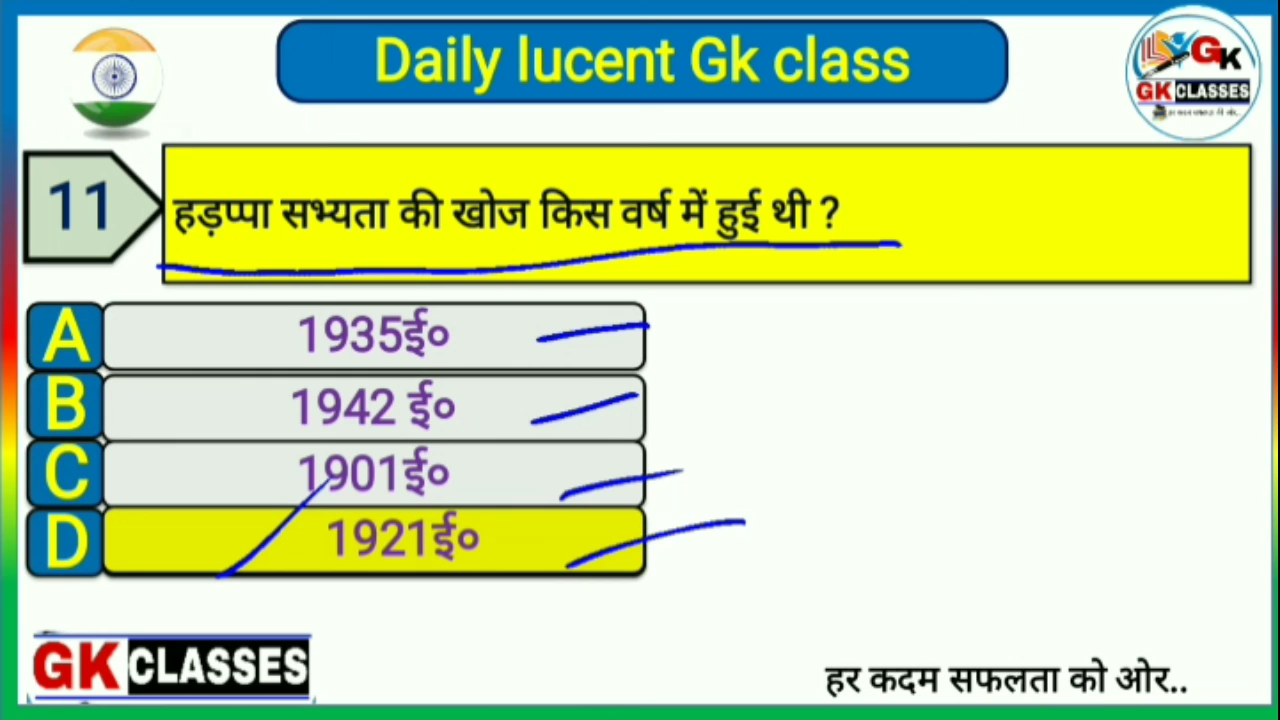 Daily lucent Gk class
GK
GK CLASSES
11
हड़प्पा सभ्यता की खोज किस वर्ष में हुई थी ?
A 1935ई०
B 1942 ई०
C 1901ई०
D 1921ई०
GK CLASSES
हर कदम सफलता को ओर..